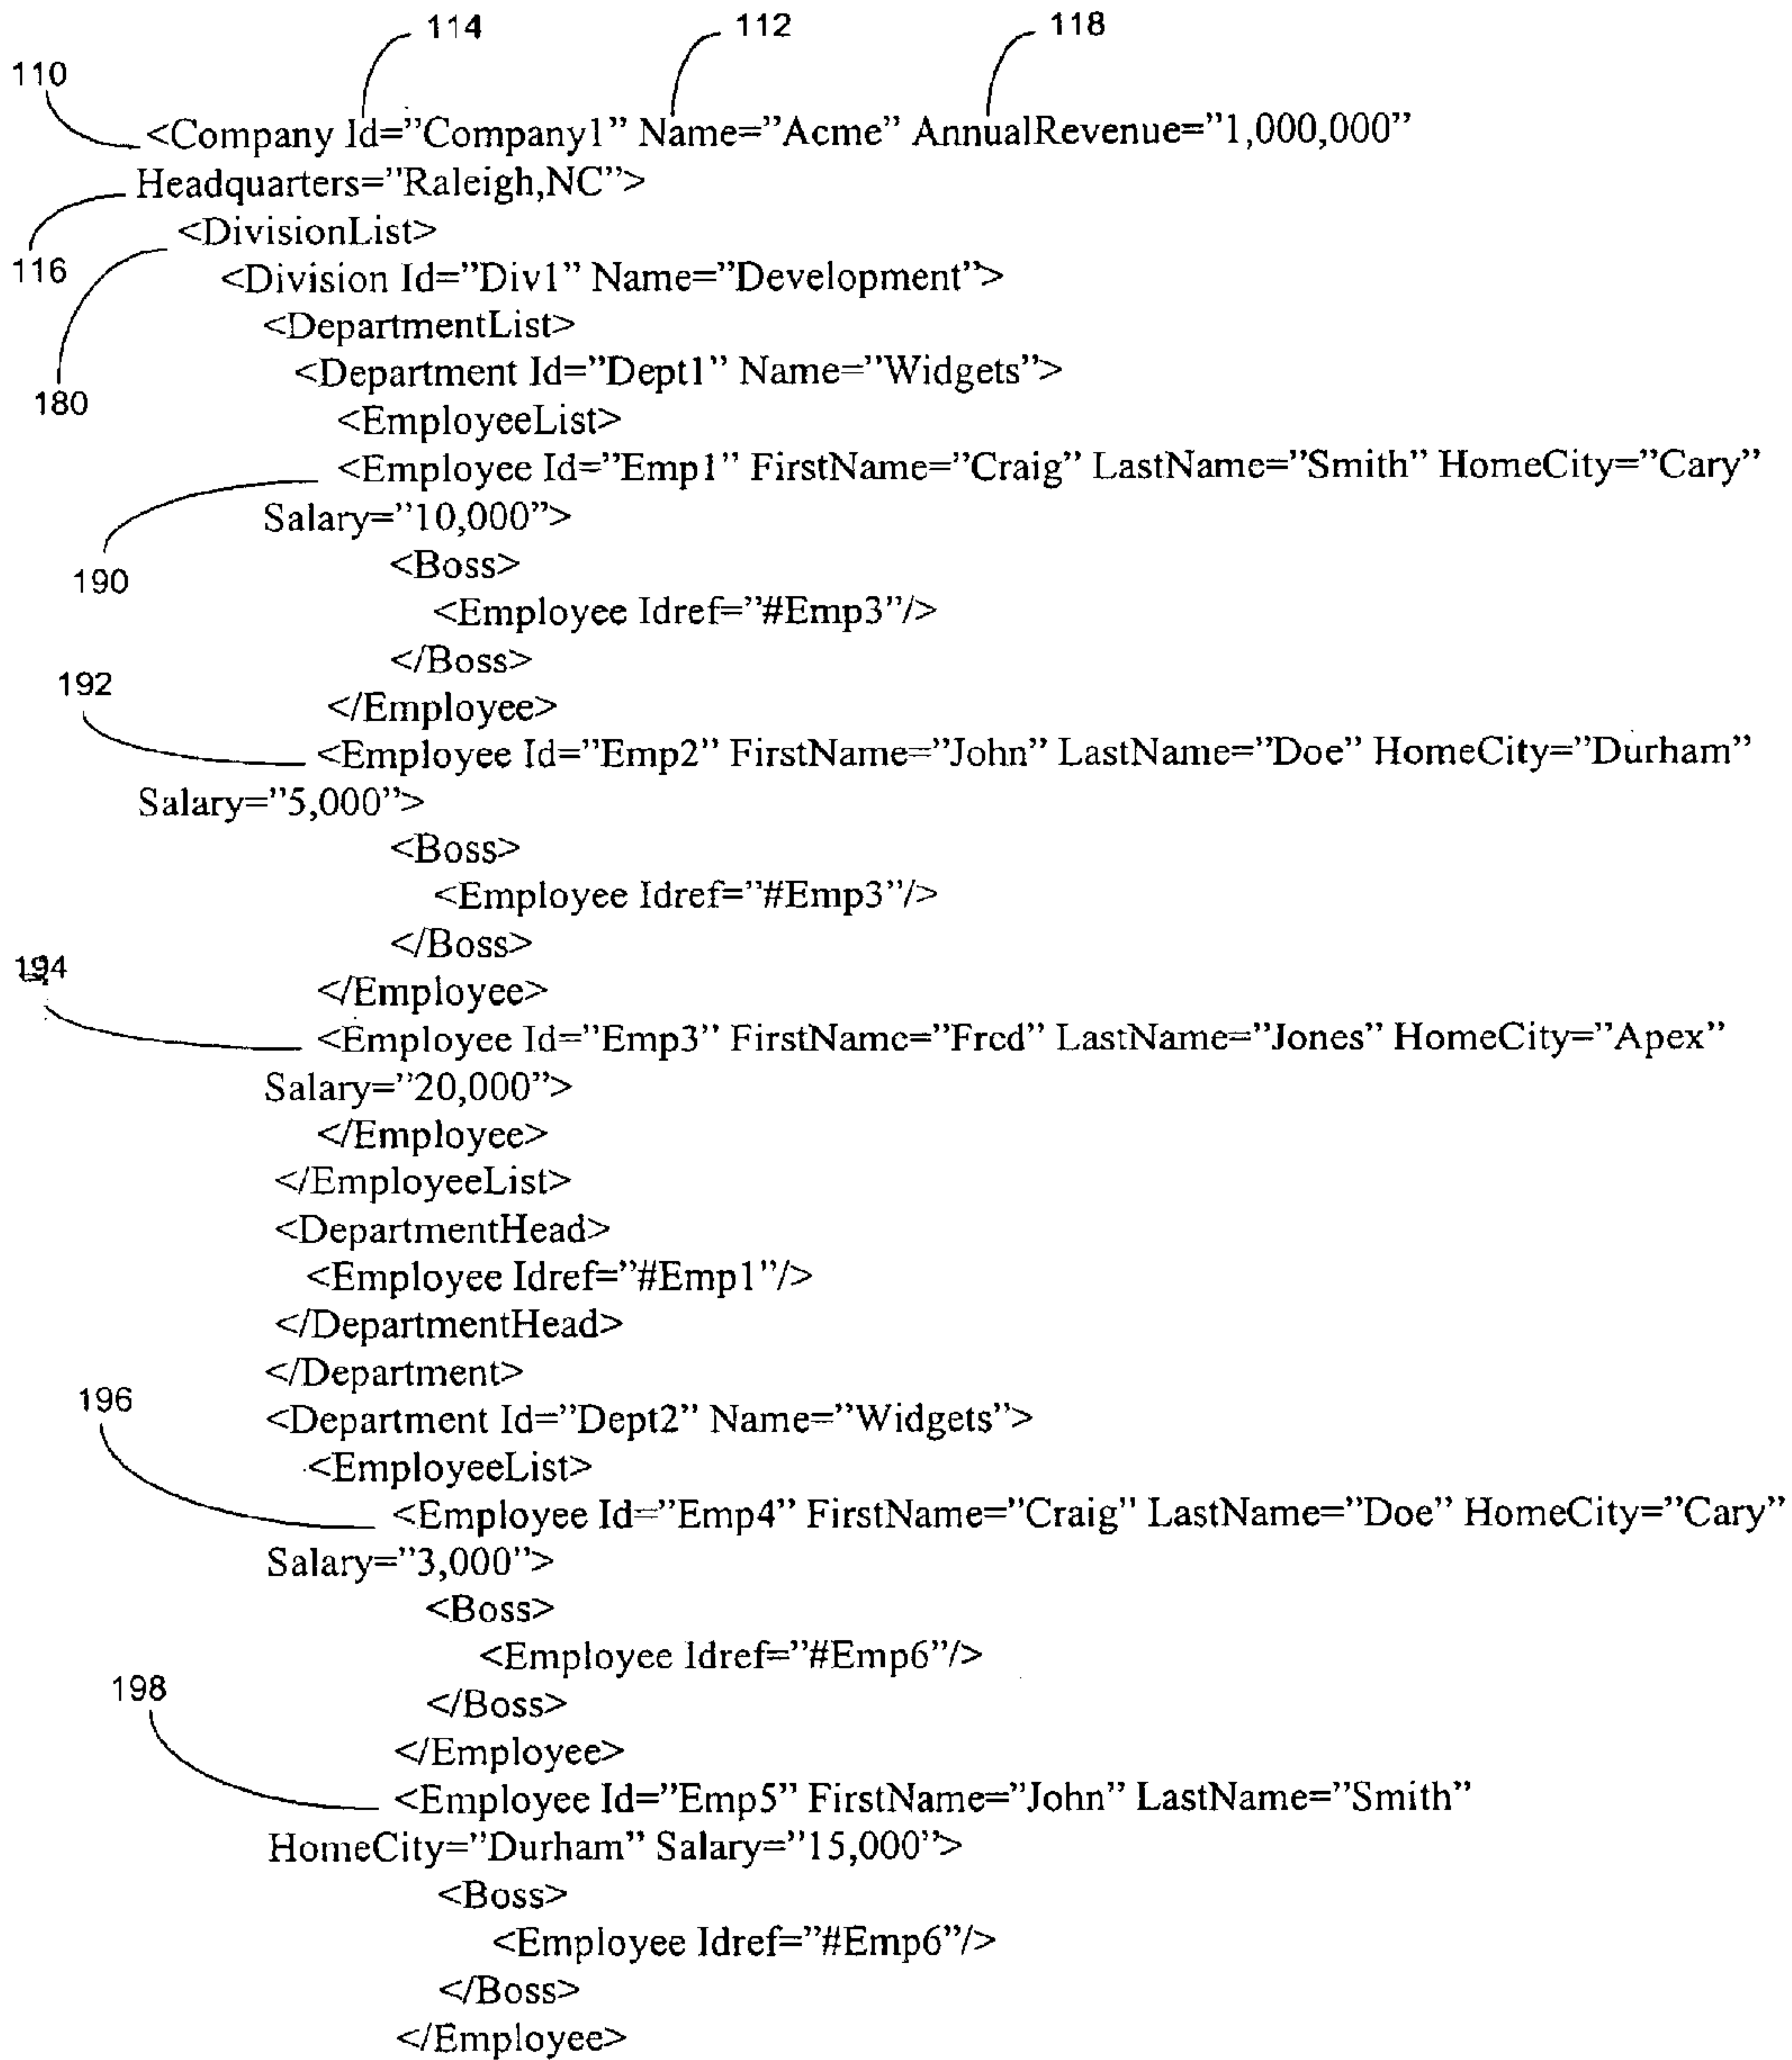 114 112 118
110
<Company Id=”Company1” Name=”Acme” AnnualRevenue=”1,000,000”
Headquarters=”Raleigh,NC”>
<DivisionList>
116
<Division Id=”Div1” Name=”Development”>
<DepartmentList>
<Department Id=”Dept1” Name=”Widgets”>
180
<EmployeeList>
<Employee Id=”Emp1” FirstName=”Craig” LastName=”Smith” HomeCity=”Cary”
Salary=”10,000”>
<Boss>
190
<Employee Idref=”#Emp3”/>
</Boss>
192
</Employee>
<Employee Id=”Emp2” FirstName=”John” LastName=”Doe” HomeCity=”Durham”
Salary=”5,000”>
<Boss>
<Employee Idref=”#Emp3”/>
</Boss>
194
</Employee>
<Employee Id=”Emp3” FirstName=”Fred” LastName=”Jones” HomeCity=”Apex”
Salary=”20,000”>
</Employee>
</EmployeeList>
<DepartmentHead>
<Employee Idref=”#Emp1”/>
</DepartmentHead>
</Department>
196
<Department Id=”Dept2” Name=”Widgets”>
<EmployeeList>
<Employee Id=”Emp4” FirstName=”Craig” LastName=”Doe” HomeCity=”Cary”
Salary=”3,000”>
<Boss>
<Employee Idref=”#Emp6”/>
198
</Boss>
</Employee>
<Employee Id=”Emp5” FirstName=”John” LastName=”Smith”
HomeCity=”Durham” Salary=”15,000”>
<Boss>
<Employee Idref=”#Emp6”/>
</Boss>
</Employee>